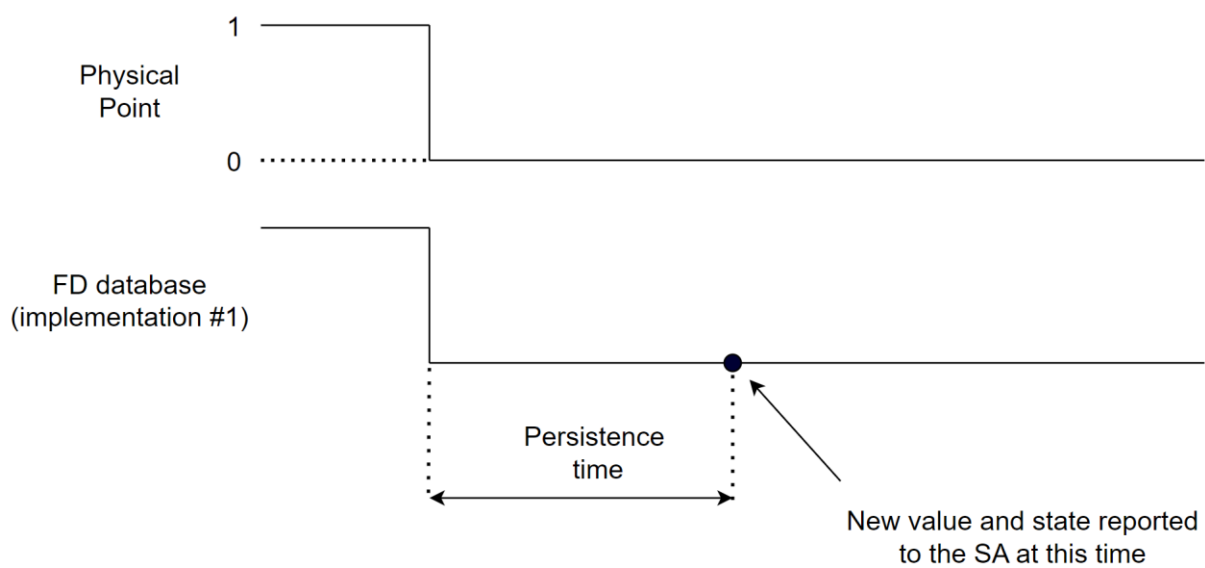 1
Physical
Point
0
FD database
(implementation #1)
Persistence
time
New value and state reported
to the SA at this time